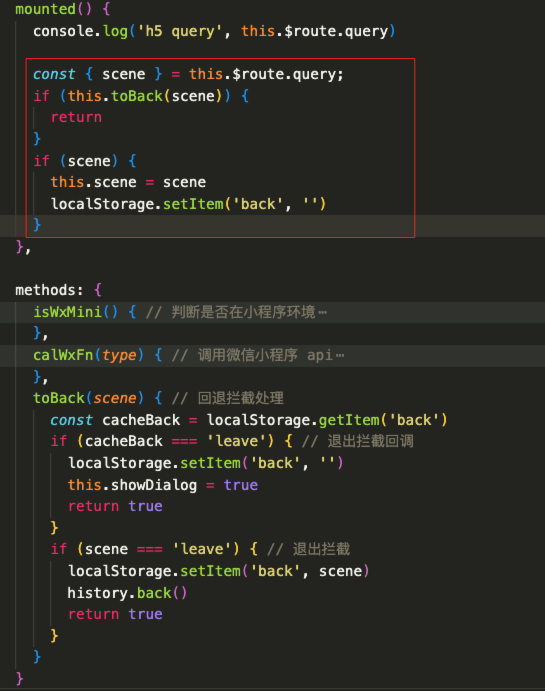 mounted() {
console.log('h5 query', this.$route.query)
const { scene } = this.$route.query;
if (this.toBack(scene)) {
return
}
if (scene) {
this.scene = scene
localStorage.setItem('back', '')
}
},
methods: {
isWxMini() { // 判断是否在小程序环境⋯
},
calWxFn(type) { // 调用微信小程序 api⋯
},
toBack(scene) { // 回退拦截处理
const cacheBack = localStorage.getItem('back')
if (cacheBack === 'leave') { // 退出拦截回调
localStorage.setItem('back', '')
this.showDialog = true
return true
}
if (scene === 'leave') { // 退出拦截
localStorage.setItem('back', scene)
history.back()
return true
}
}
}